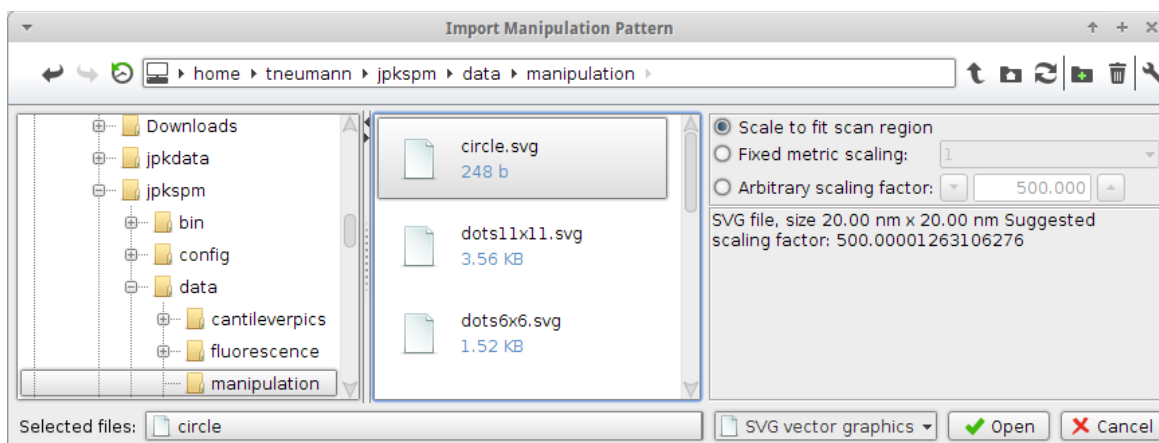 Import Manipulation Pattern
home jpkspm tneumann data manipulation
Downloads
jpkdata
jpkspm
bin
config
data
cantileverpics
fluorescence
manipulation
circle.svg
248 b
dots11x11.svg
3.56 KB
dots6x6.svg
1.52 KB
Scale to fit scan region
Fixed metric scaling: 1
Arbitrary scaling factor: 500.000
SVG file, size 20.00 nm x 20.00 nm Suggested
scaling factor: 500.00001263106276
Selected files: circle
SVG vector graphics
Open
Cancel